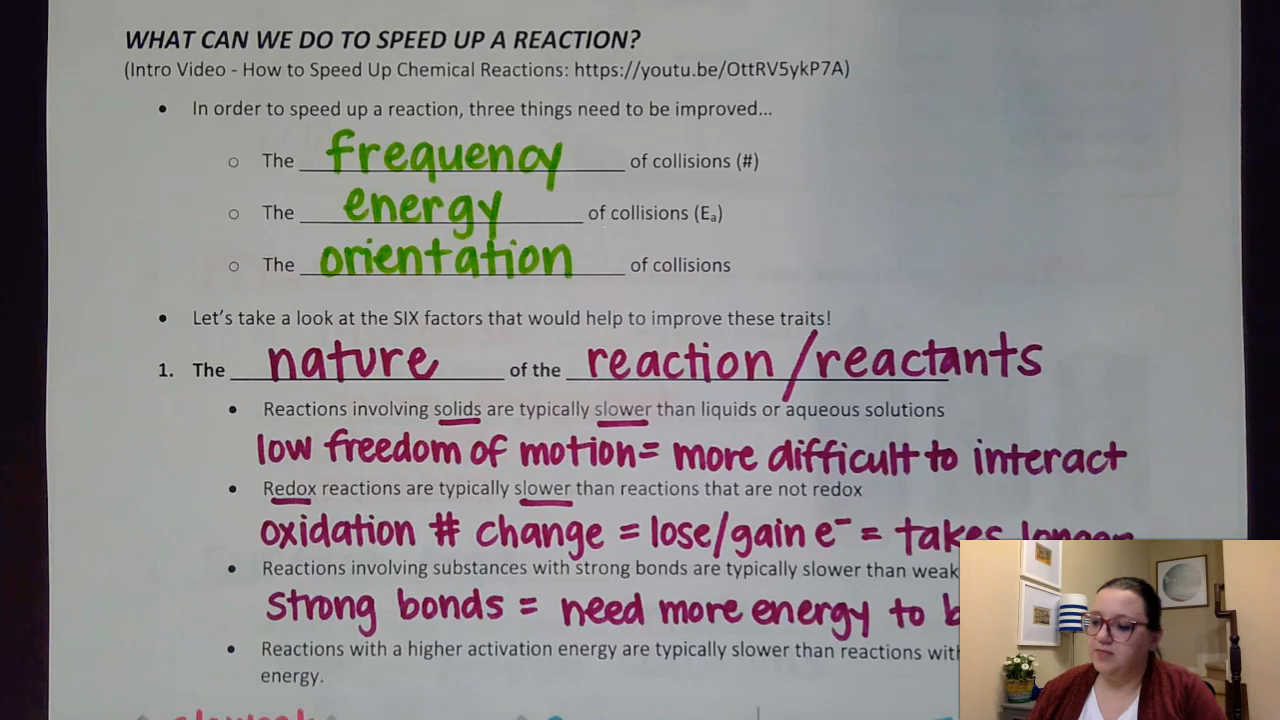 WHAT CAN WE DO TO SPEED UP A REACTION?
(Intro Video - How to Speed Up Chemical Reactions: https://youtu.be/OttRV5ykP7A)
• In order to speed up a reaction, three things need to be improved…
o The frequency of collisions (#)
o The energy of collisions (Eₐ)
o The orientation of collisions
• Let's take a look at the SIX factors that would help to improve these traits!
1. The nature of the reaction/reactants
• Reactions involving solids are typically slower than liquids or aqueous solutions
low freedom of motion = more difficult to interact
• Redox reactions are typically slower than reactions that are not redox
oxidation # change = lose/gain e⁻ = takes longer
• Reactions involving substances with strong bonds are typically slower than weak
strong bonds = need more energy to
• Reactions with a higher activation energy are typically slower than reactions
energy.